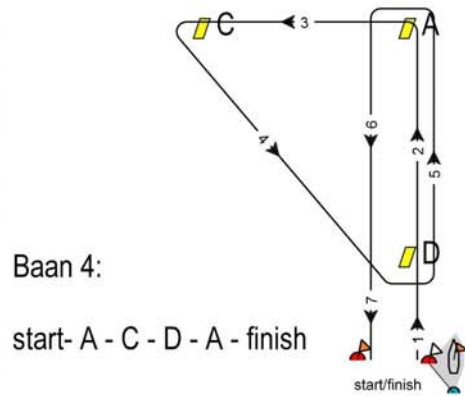 C
3
A
4
6
2
5
D
Baan 4:
7
1
start- A - C - D - A - finish
start/finish